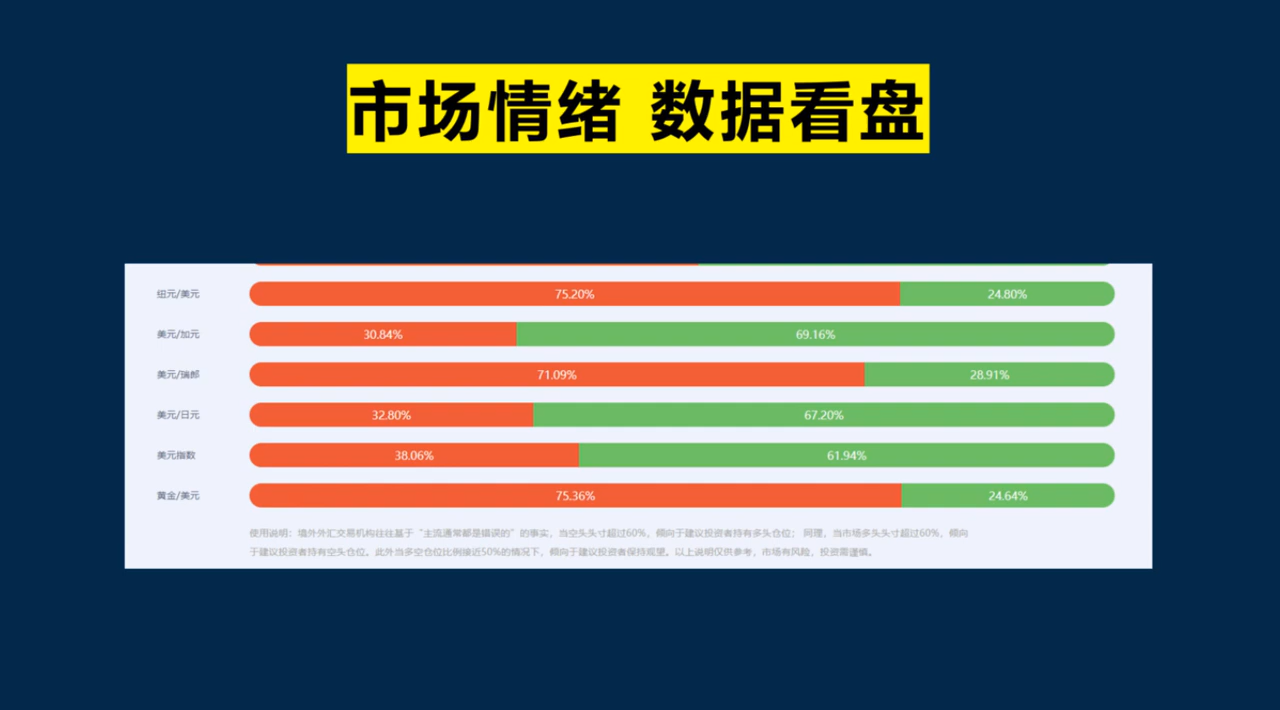 市场情绪 数据看盘
纽元/美元 75.20% 24.80%
美元/加元 30.84% 69.16%
美元/瑞郎 71.09% 28.91%
美元/日元 32.80% 67.20%
美元指数 38.06% 61.94%
黄金/美元 75.36% 24.64%
使用说明：境外外汇交易机构往往基于“主流通常都是错误的”的事实，当空头头寸超过60%，倾向于建议投资者持有多头仓位； 同理，当市场多头头寸超过60%，倾向
于建议投资者持有空头仓位。此外当多空仓位比例接近50%的情况下，倾向于建议投资者保持观望。以上说明仅供参考，市场有风险，投资需谨慎。